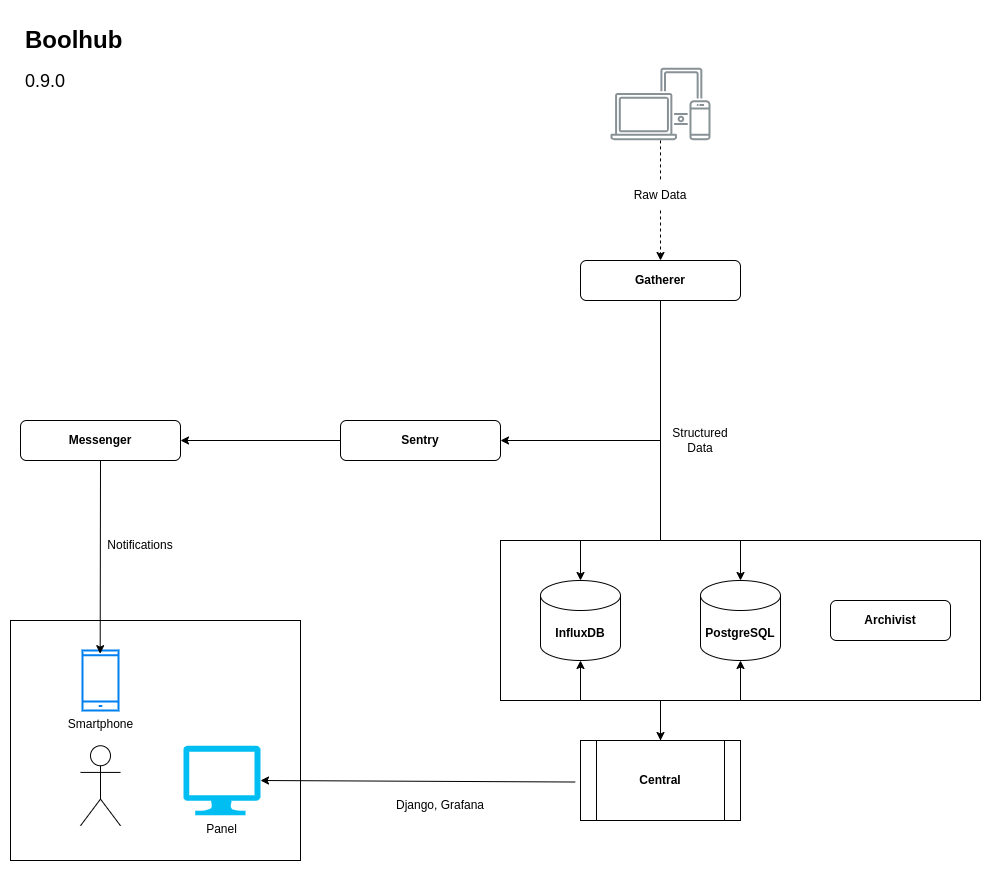 Boolhub
0.9.0
Raw Data
Gatherer
Messenger
Sentry
Structured
Data
Notifications
InfluxDB
PostgreSQL
Archivist
Smartphone
Central
Django, Grafana
Panel